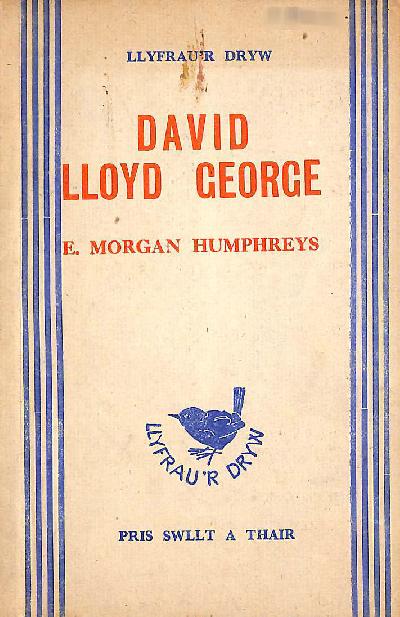 LLYFRAU'R DRYW
DAVID
LLOYD GEORGE
E. MORGAN HUMPHREYS
LLYFRAU'R DRYW
PRIS SWLLT A THAIR